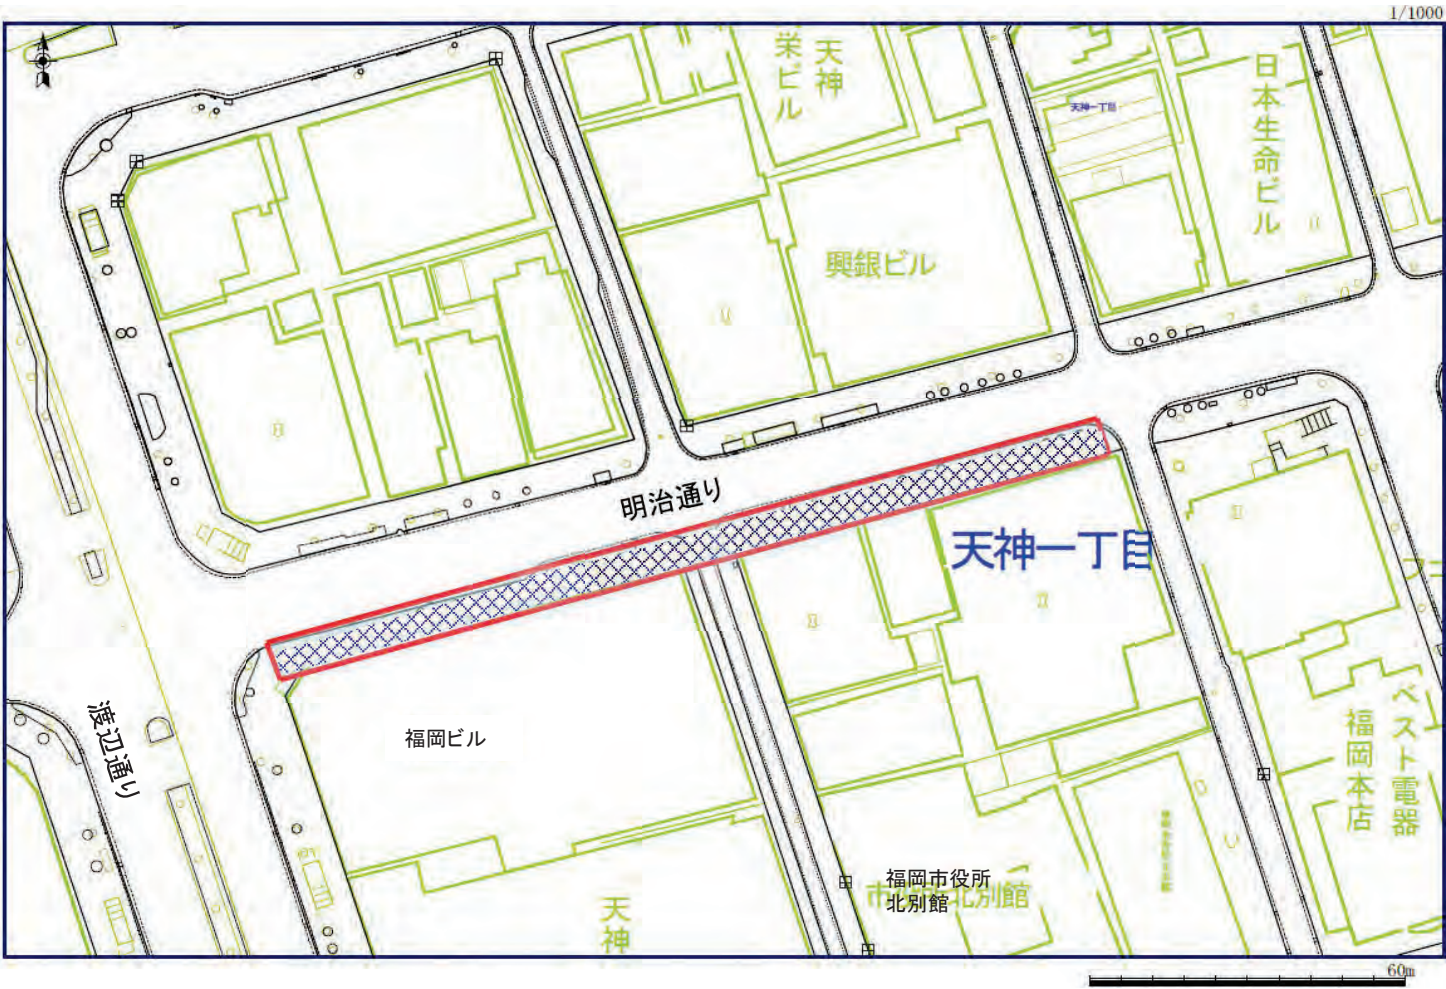 1/1000
天神
栄ビル
日本生命ビル
天神一丁目
興銀ビル
明治通り
天神一丁目
渡辺通り
福岡ビル
ベスト電器
福岡本店
福岡市役所
北別館
北別館
天神
60m